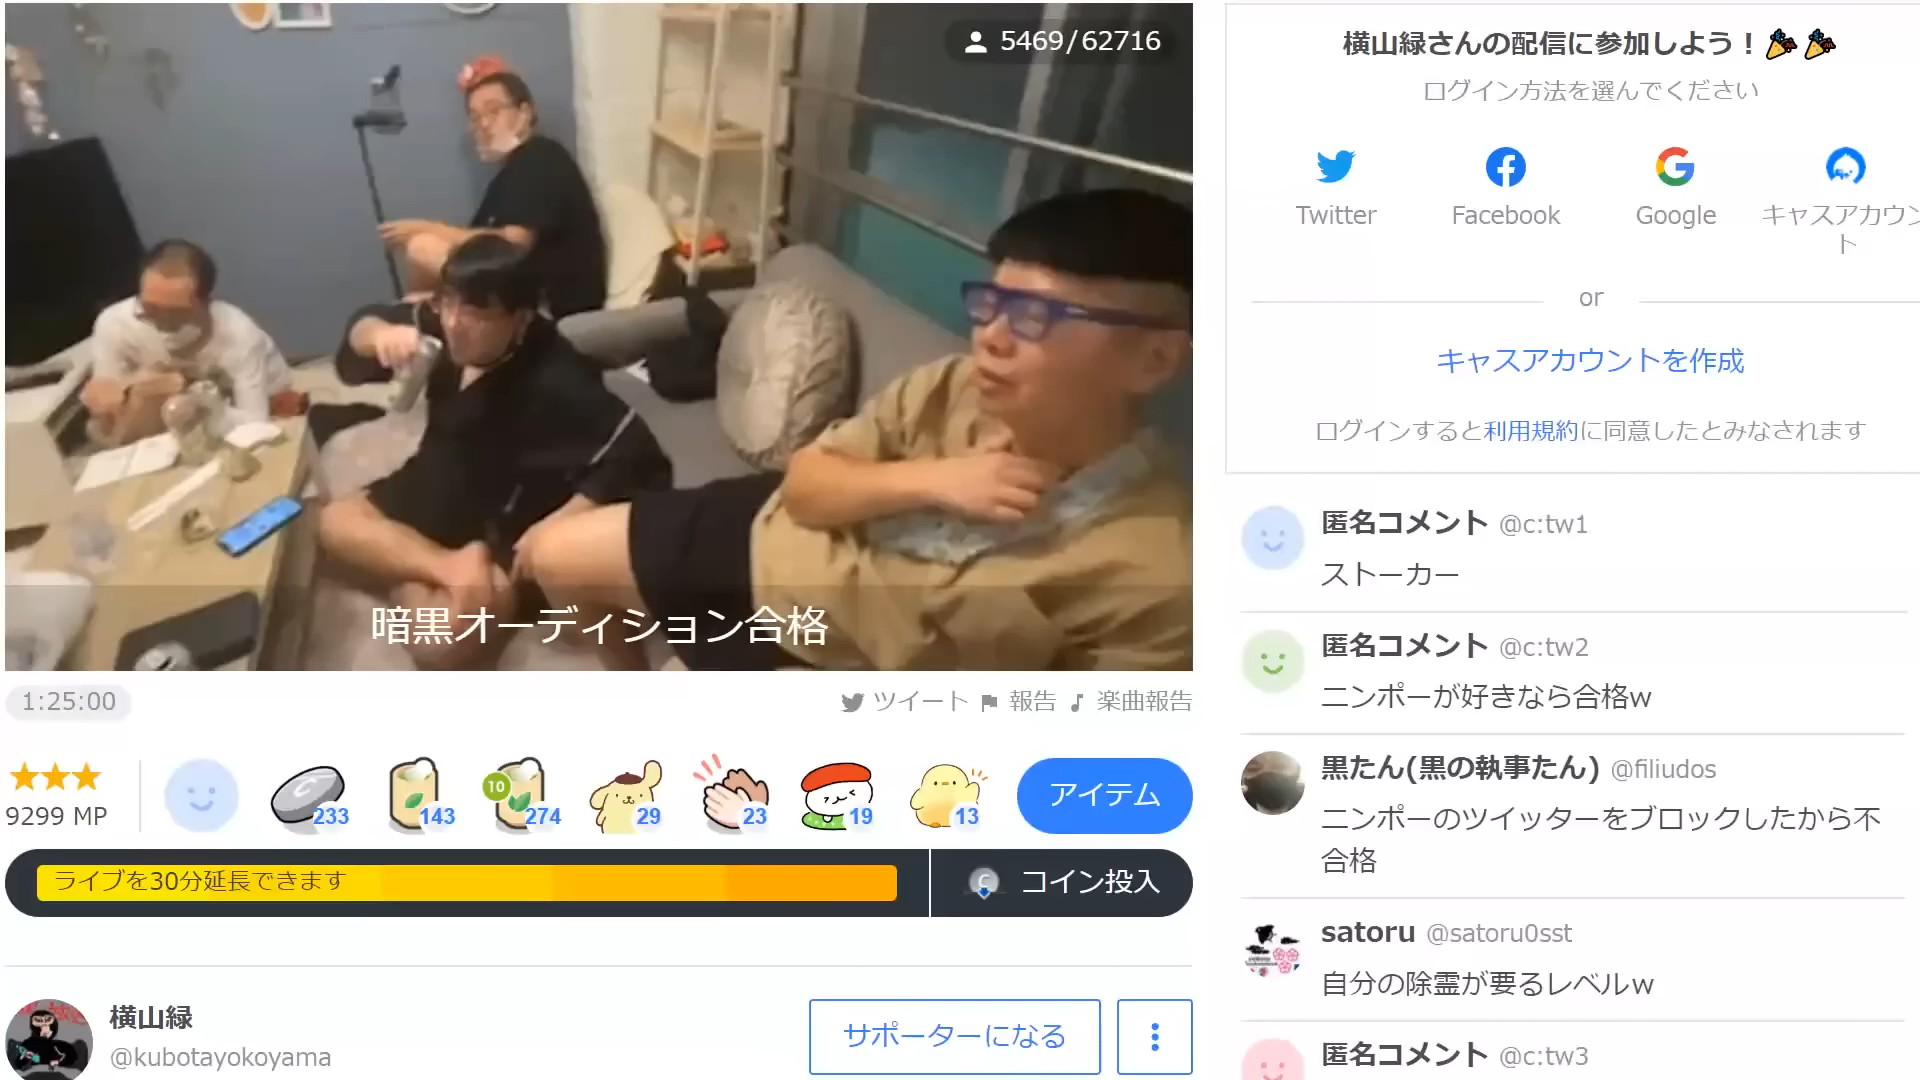 5469/62716
暗黒オーディション合格
1:25:00
ツイート 報告 楽曲報告
9299 MP
233
143
10
274
29
23
19
13
アイテム
ライブを30分延長できます
コイン投入
横山緑
@kubotayokoyama
サポーターになる
横山緑さんの配信に参加しよう！
ログイン方法を選んでください
Twitter
Facebook
Google
キャスアカウン
ト
or
キャスアカウントを作成
ログインすると利用規約に同意したとみなされます
匿名コメント @c:tw1
ストーカー
匿名コメント @c:tw2
ニンポーが好きなら合格w
黒たん(黒の執事たん) @filiudos
ニンポーのツイッターをブロックしたから不
合格
satoru @satoru0sst
自分の除霊が要るレベルw
匿名コメント @c:tw3